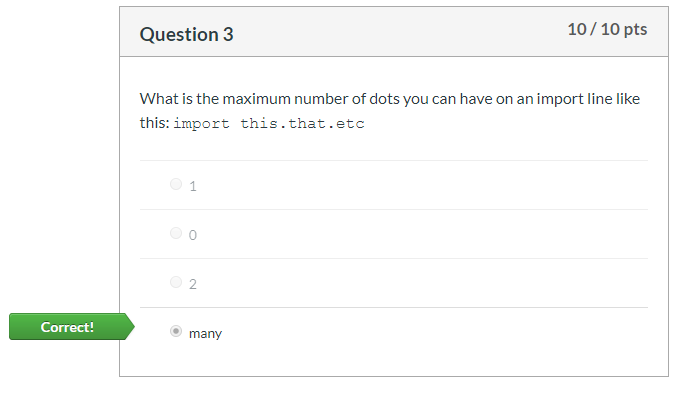 Question 3
10 / 10 pts
What is the maximum number of dots you can have on an import line like
this: import this.that.etc
1
0
2
Correct!
many